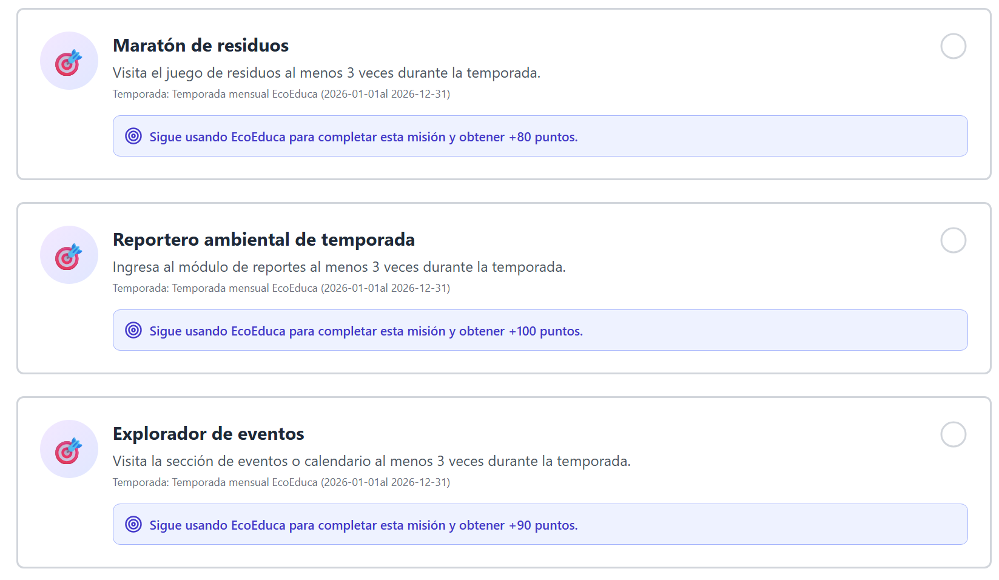 Maratón de residuos
Visita el juego de residuos al menos 3 veces durante la temporada.
Temporada: Temporada mensual EcoEduca (2026-01-01al 2026-12-31)
Sigue usando EcoEduca para completar esta misión y obtener +80 puntos.
Reportero ambiental de temporada
Ingresa al módulo de reportes al menos 3 veces durante la temporada.
Temporada: Temporada mensual EcoEduca (2026-01-01al 2026-12-31)
Sigue usando EcoEduca para completar esta misión y obtener +100 puntos.
Explorador de eventos
Visita la sección de eventos o calendario al menos 3 veces durante la temporada.
Temporada: Temporada mensual EcoEduca (2026-01-01al 2026-12-31)
Sigue usando EcoEduca para completar esta misión y obtener +90 puntos.